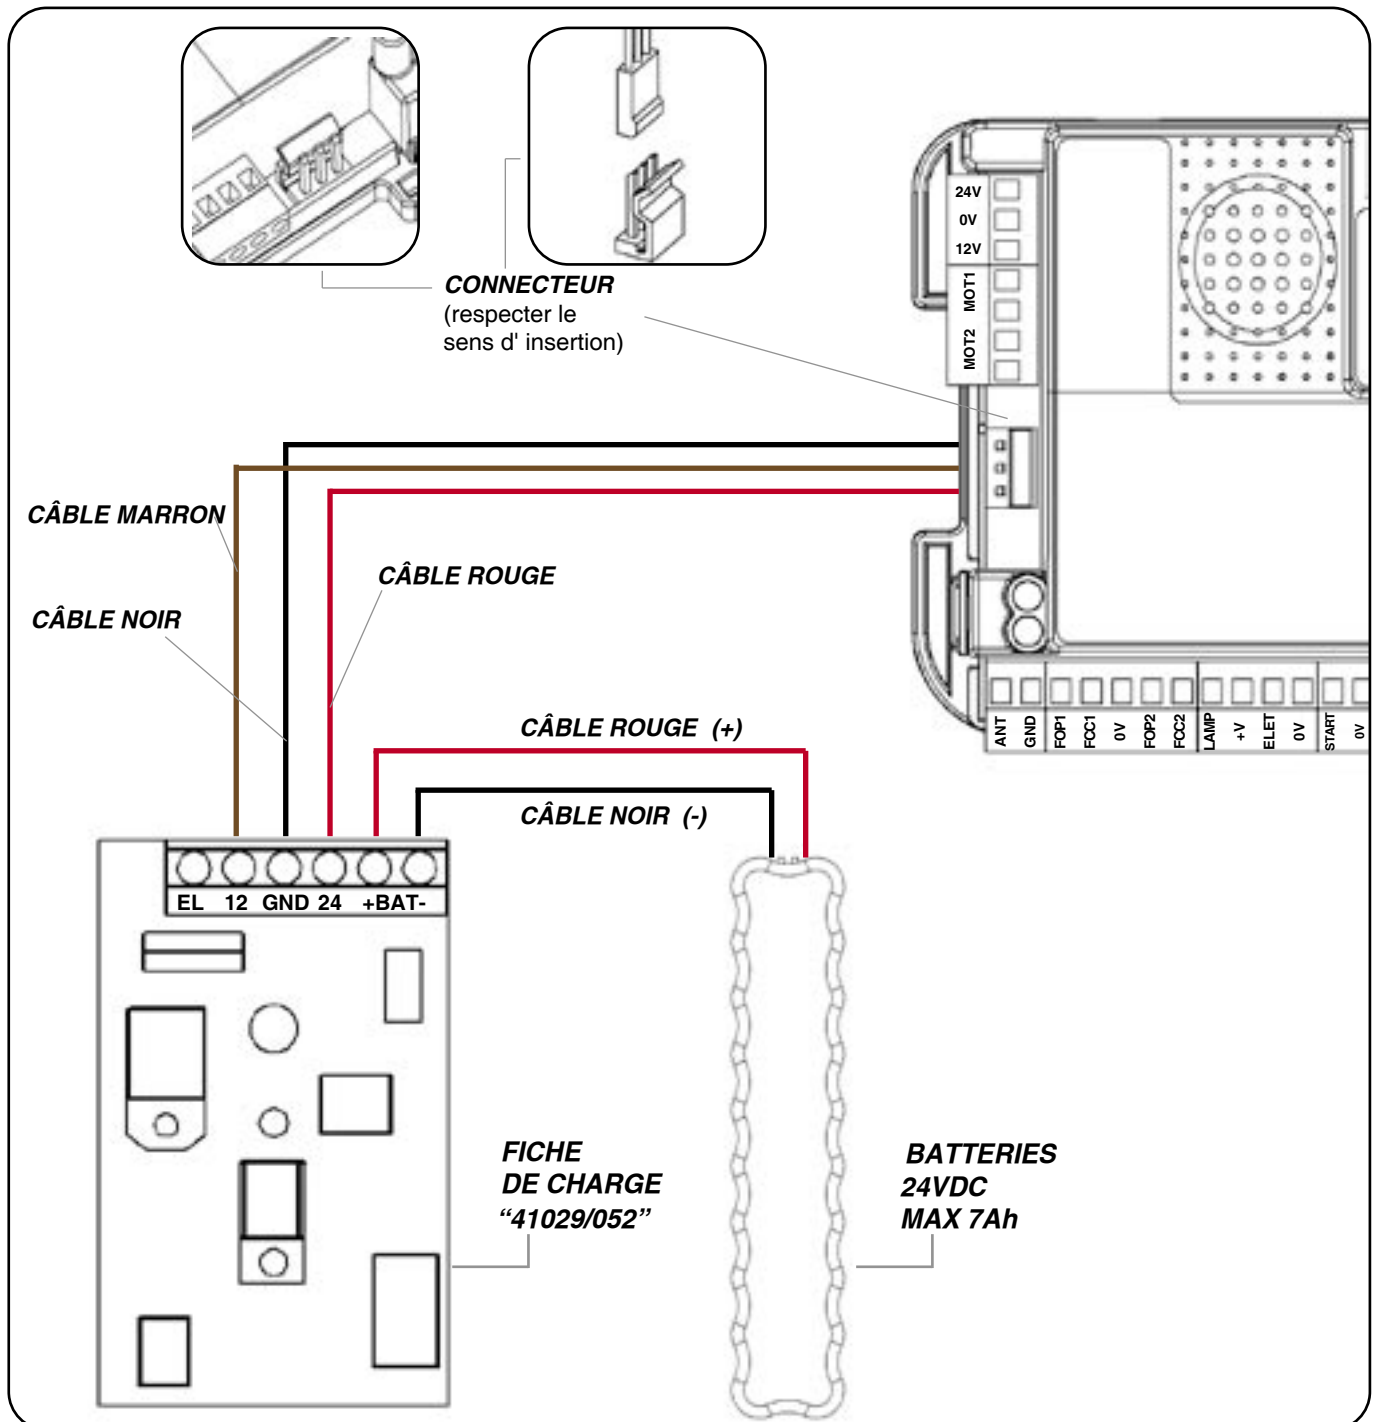 24V
0V
12V
MOT1
MOT2
CONNECTEUR
(respecter le
sens d' insertion)
CÂBLE MARRON
CÂBLE ROUGE
CÂBLE NOIR
ANT
GND
FOP1
FCC1
0V
FOP2
FCC2
LAMP
+V
ELET
0V
START
0V
CÂBLE ROUGE (+)
CÂBLE NOIR (-)
EL 12 GND 24 +BAT-
FICHE
DE CHARGE
“41029/052”
BATTERIES
24VDC
MAX 7Ah